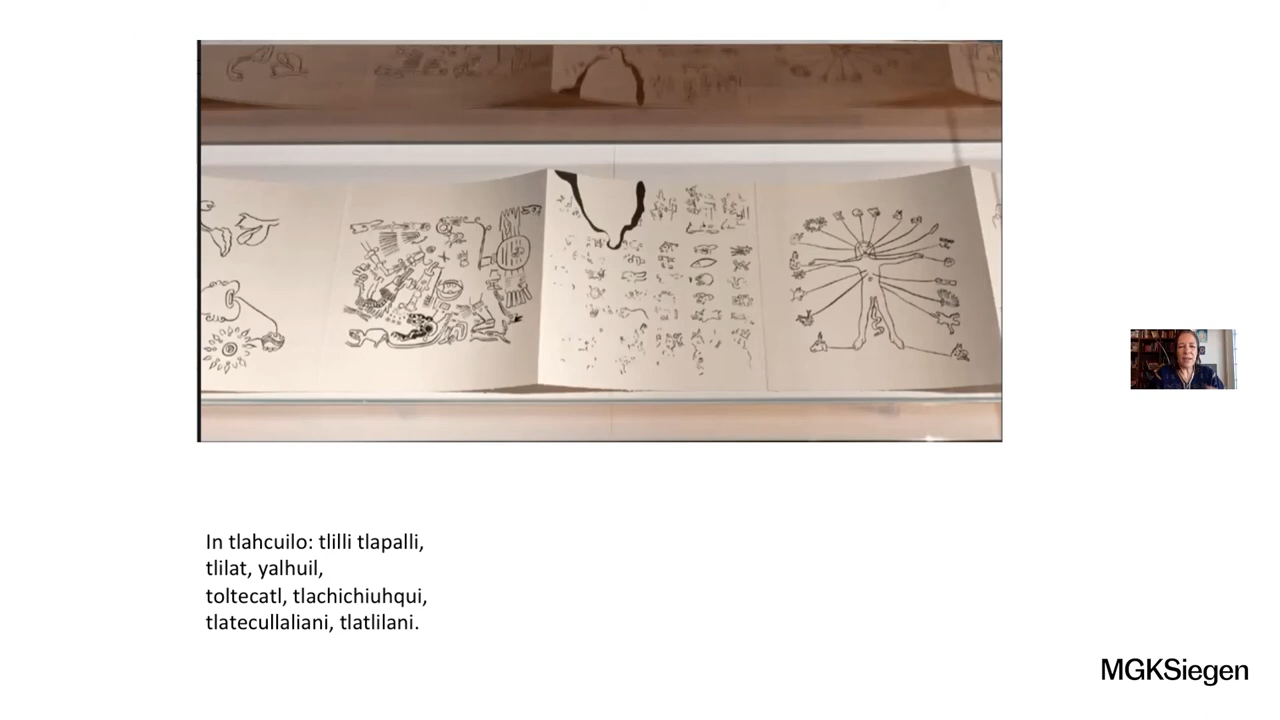 In tlahcuilo: tlilli tlapalli,
tlilat, yalhuil,
toltecatl, tlachichiuhqui,
tlatecullaliani, tlatlilani.
MGKSiegen